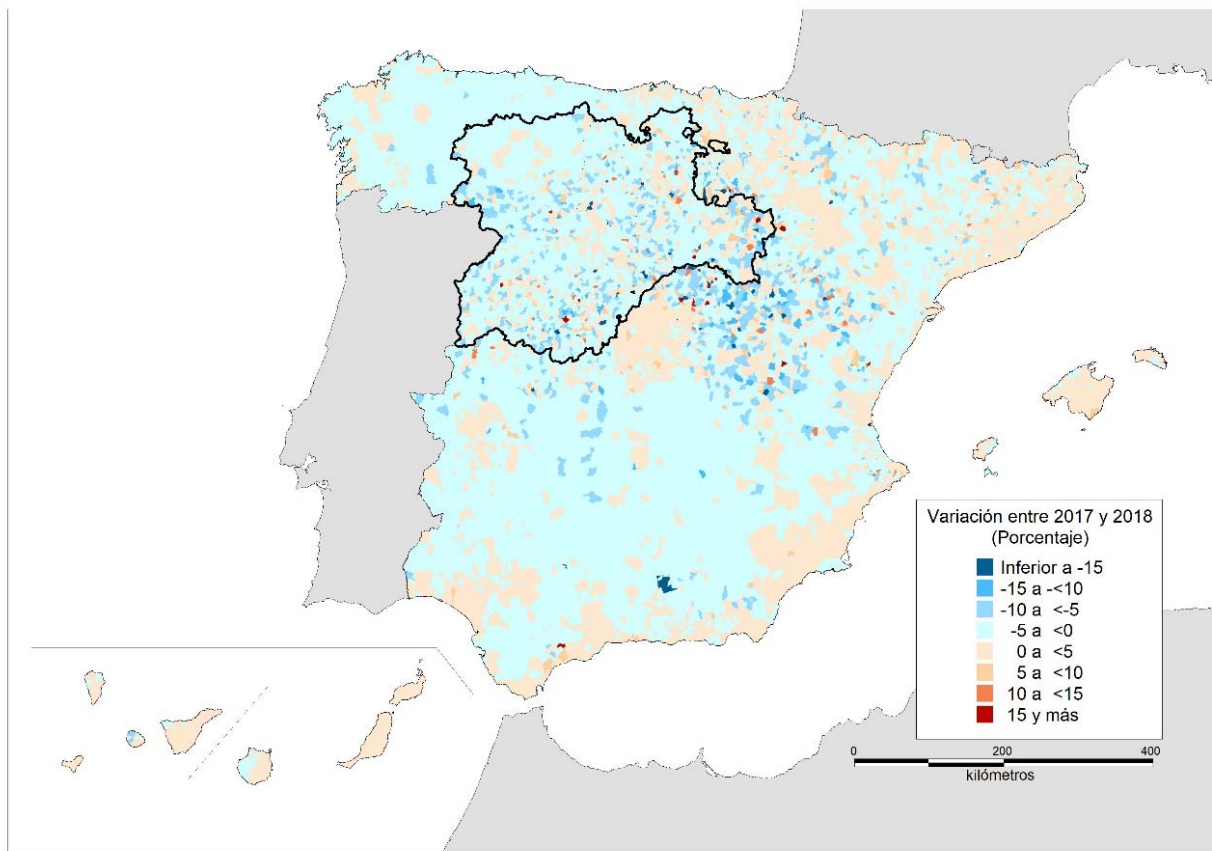 Variación entre 2017 y 2018
(Porcentaje)
Inferior a -15
-15 a -<10
-10 a <-5
-5 a <0
0 a <5
5 a <10
10 a <15
15 y más
0 200 400
kilómetros